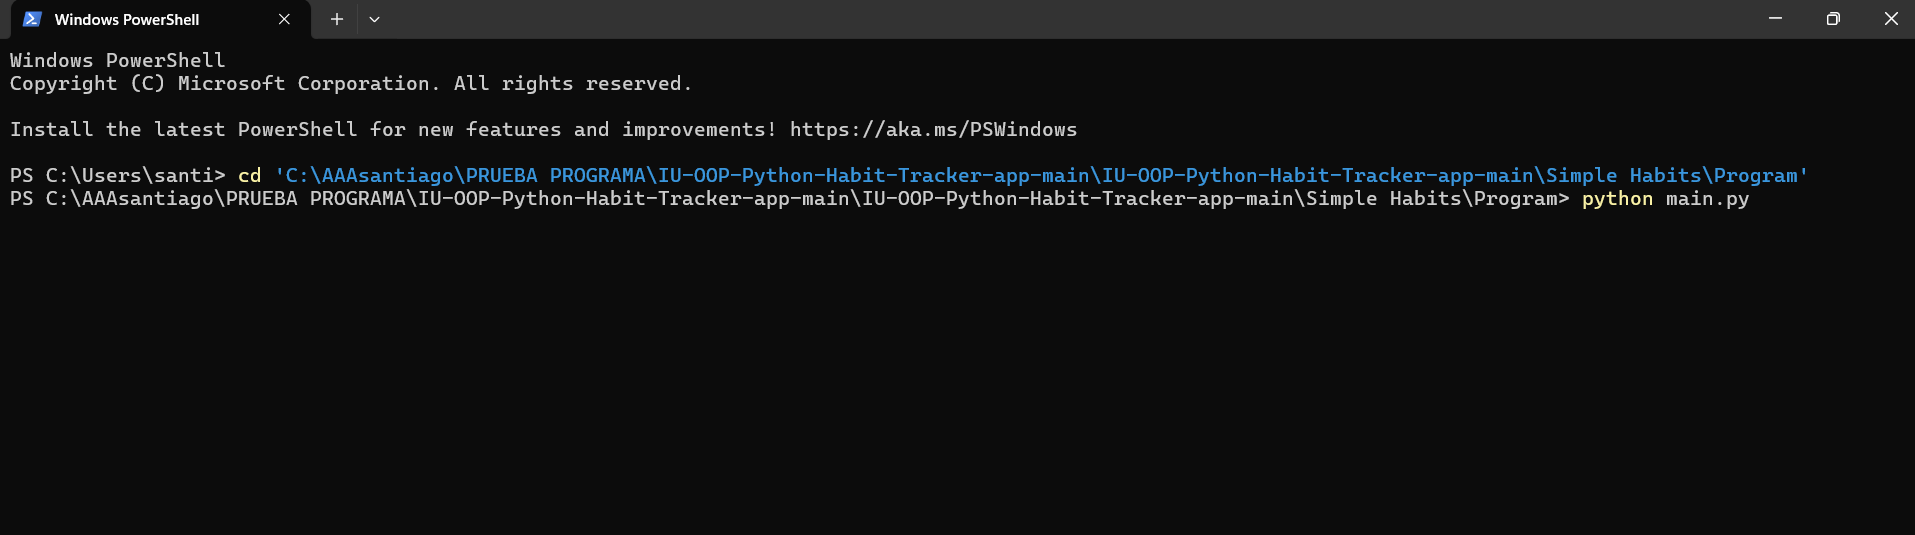 Windows PowerShell
Windows PowerShell
Copyright (C) Microsoft Corporation. All rights reserved.
Install the latest PowerShell for new features and improvements! https://aka.ms/PSWindows
PS C:\Users\santi> cd 'C:\AAAsantiago\PRUEBA PROGRAMA\IU-OOP-Python-Habit-Tracker-app-main\IU-OOP-Python-Habit-Tracker-app-main\Simple Habits\Program'
PS C:\AAAsantiago\PRUEBA PROGRAMA\IU-OOP-Python-Habit-Tracker-app-main\IU-OOP-Python-Habit-Tracker-app-main\Simple Habits\Program> python main.py